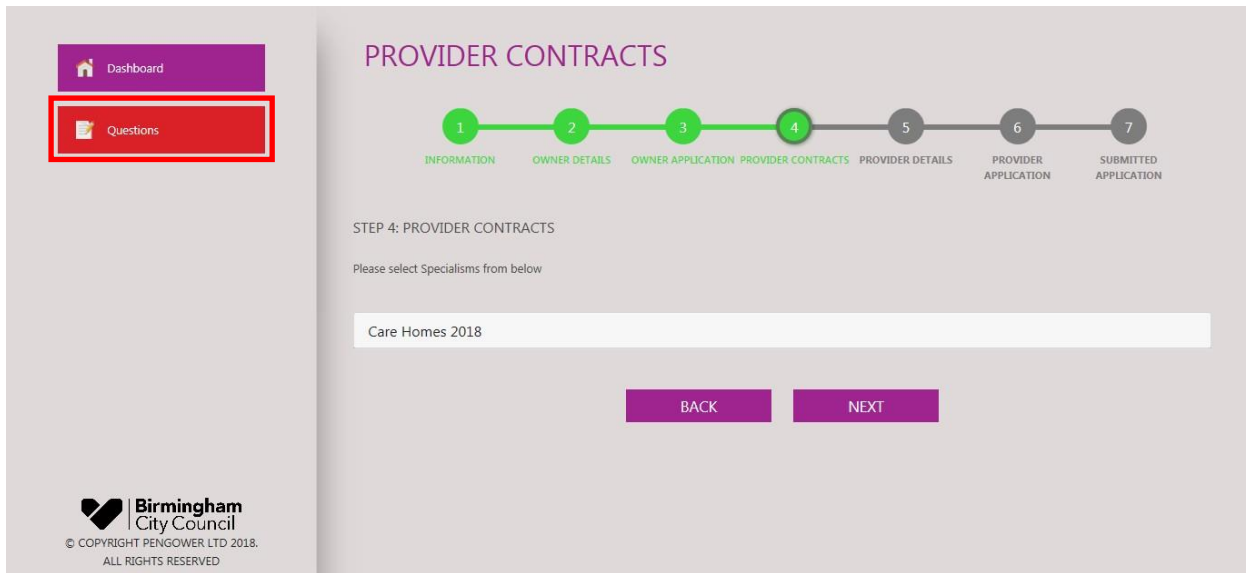 Dashboard
Questions
Birmingham
City Council
© COPYRIGHT PENGOWER LTD 2018.
ALL RIGHTS RESERVED
PROVIDER CONTRACTS
1 2 3 4 5 6 7
INFORMATION OWNER DETAILS OWNER APPLICATION PROVIDER CONTRACTS PROVIDER DETAILS PROVIDER APPLICATION SUBMITTED APPLICATION
STEP 4: PROVIDER CONTRACTS
Please select Specialisms from below
Care Homes 2018
BACK NEXT